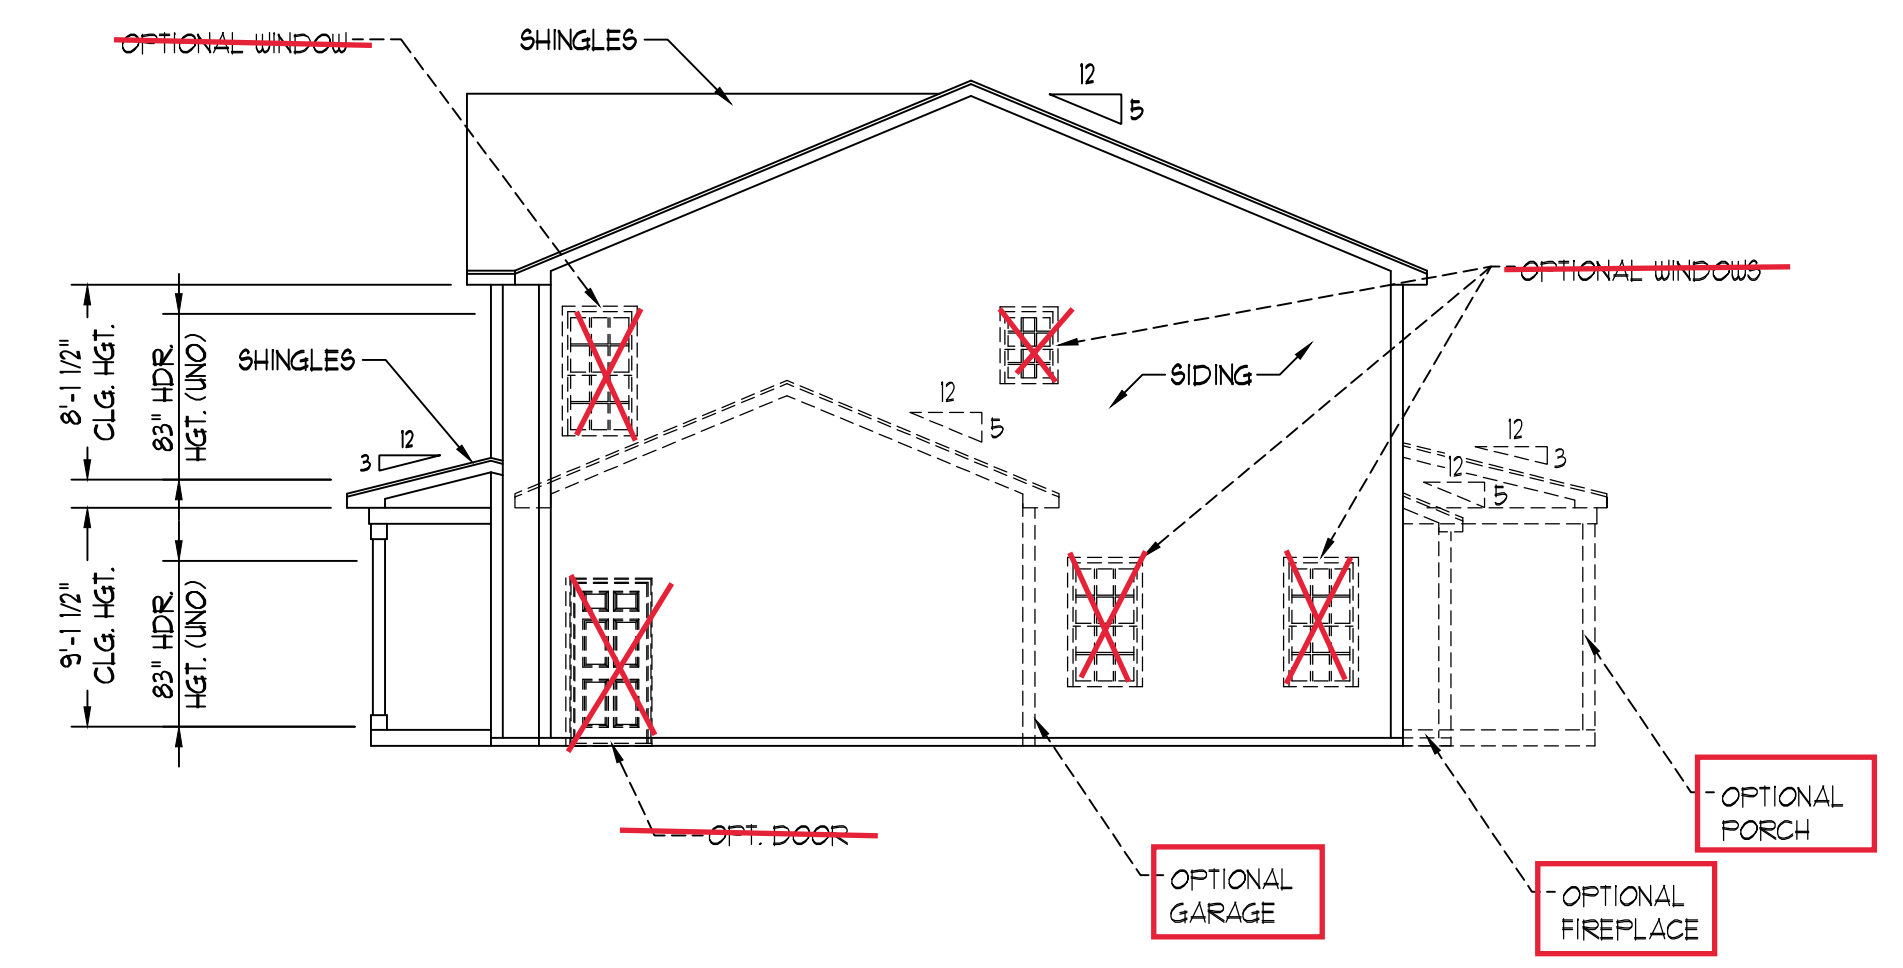 OPTIONAL WINDOW
SHINGLES
12
5
OPTIONAL WINDOWS
8'-1 1/2"
CLG. HGT.
83" HDR.
HGT. (UNO)
SHINGLES
SIDING
12
5
12
3
12
3
12
5
9'-1 1/2"
CLG. HGT.
83" HDR.
HGT. (UNO)
OPT. DOOR
OPTIONAL
GARAGE
OPTIONAL
FIREPLACE
OPTIONAL
PORCH